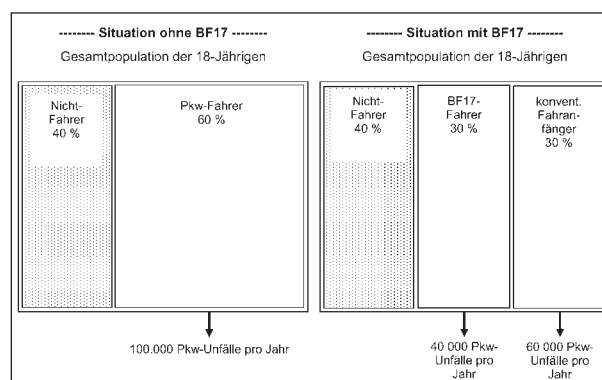 -------- Situation ohne BF17 --------
Gesamtpopulation der 18-Jährigen
Nicht-
Fahrer
40 %
Pkw-Fahrer
60 %
100.000 Pkw-Unfälle pro Jahr
-------- Situation mit BF17 --------
Gesamtpopulation der 18-Jährigen
Nicht-
Fahrer
40 %
BF17-
Fahrer
30 %
konvent.
Fahran-
fänger
30 %
40 000 Pkw-
Unfälle pro
Jahr
60 000 Pkw-
Unfälle pro
Jahr